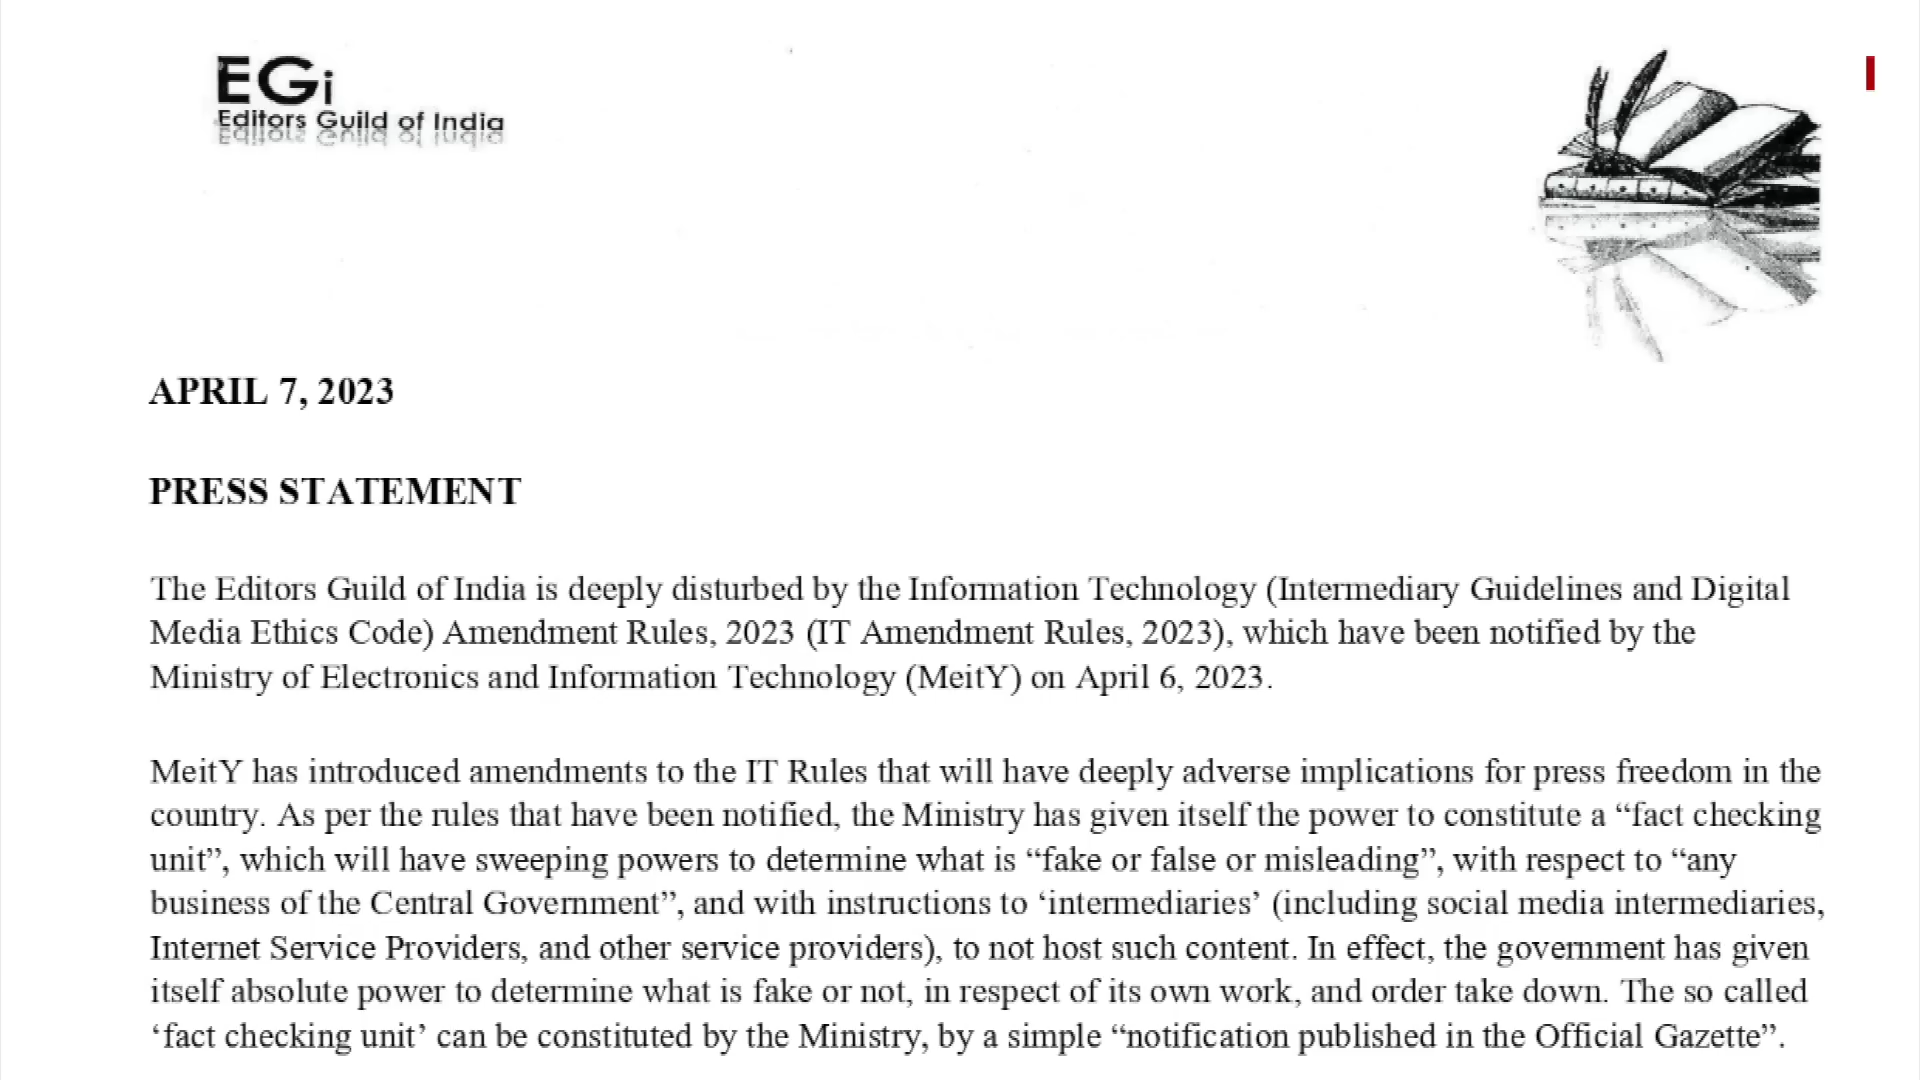 EGi
Editors Guild of India
APRIL 7, 2023
PRESS STATEMENT
The Editors Guild of India is deeply disturbed by the Information Technology (Intermediary Guidelines and Digital
Media Ethics Code) Amendment Rules, 2023 (IT Amendment Rules, 2023), which have been notified by the
Ministry of Electronics and Information Technology (MeitY) on April 6, 2023.
MeitY has introduced amendments to the IT Rules that will have deeply adverse implications for press freedom in the
country. As per the rules that have been notified, the Ministry has given itself the power to constitute a “fact checking
unit”, which will have sweeping powers to determine what is “fake or false or misleading”, with respect to “any
business of the Central Government”, and with instructions to ‘intermediaries’ (including social media intermediaries,
Internet Service Providers, and other service providers), to not host such content. In effect, the government has given
itself absolute power to determine what is fake or not, in respect of its own work, and order take down. The so called
‘fact checking unit’ can be constituted by the Ministry, by a simple “notification published in the Official Gazette”.